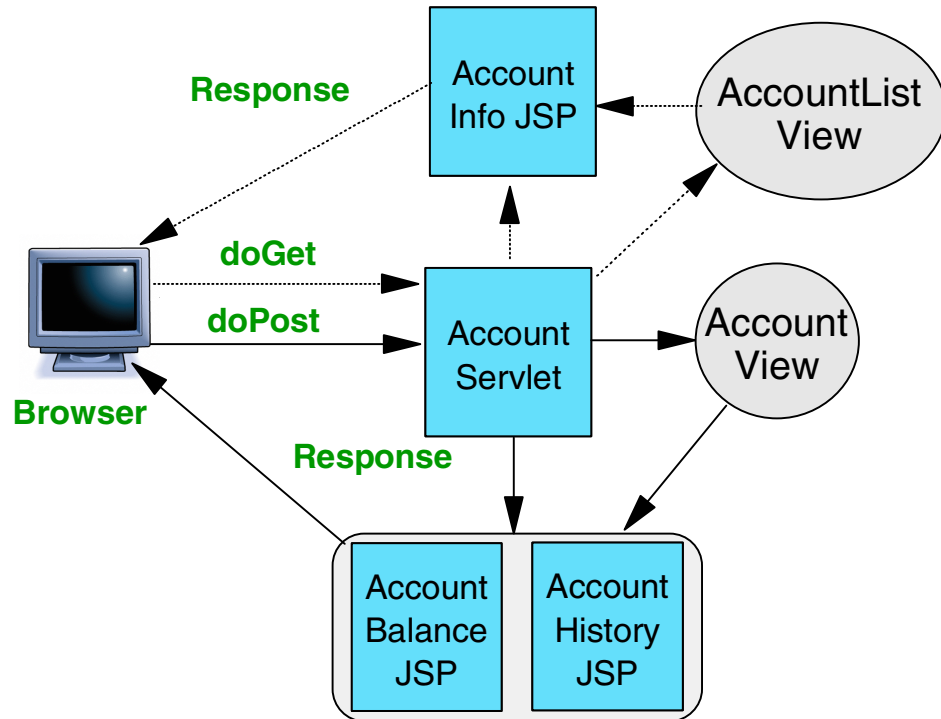 Account
Info JSP
Response
AccountList
View
doGet
doPost
Account
Servlet
Account
View
Browser
Response
Account
Balance
JSP
Account
History
JSP